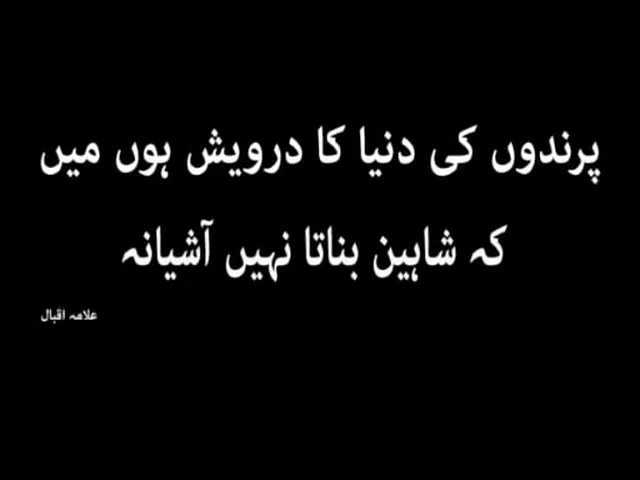 پرندوں کی دنیا کا درویش ہوں میں
کہ شاہین بناتا نہیں آشیانہ
علامہ اقبال